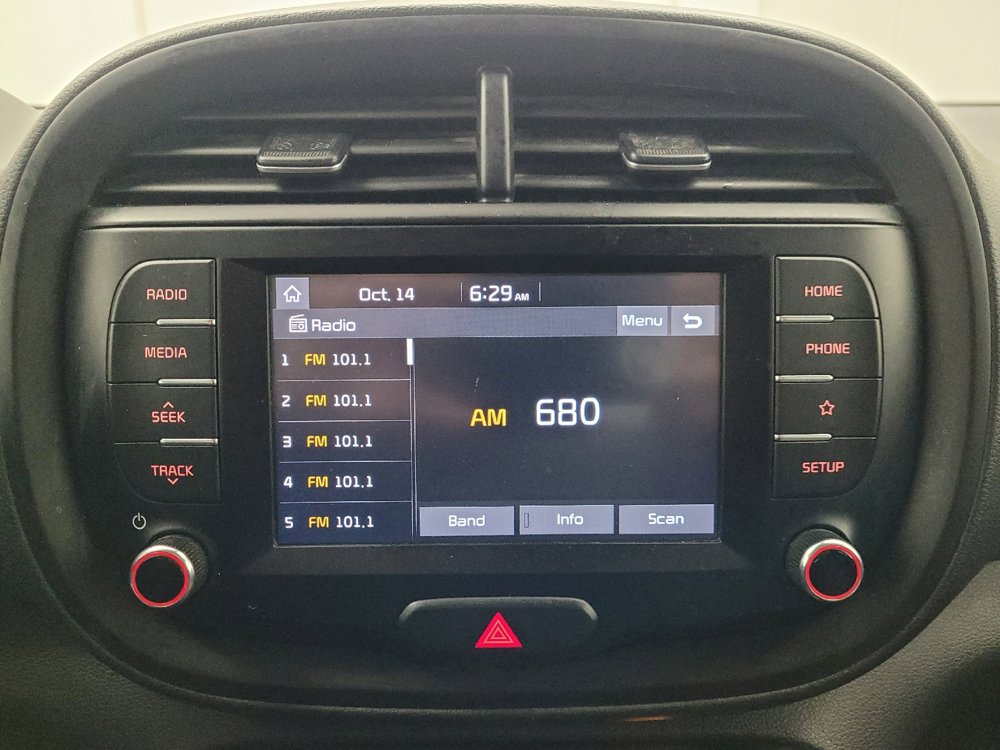 Oct. 14 6:29 AM
Radio Menu
1 FM 101.1
2 FM 101.1
3 FM 101.1
4 FM 101.1
5 FM 101.1
AM 680
Band Info Scan
RADIO
MEDIA
SEEK
TRACK
HOME
PHONE
SETUP